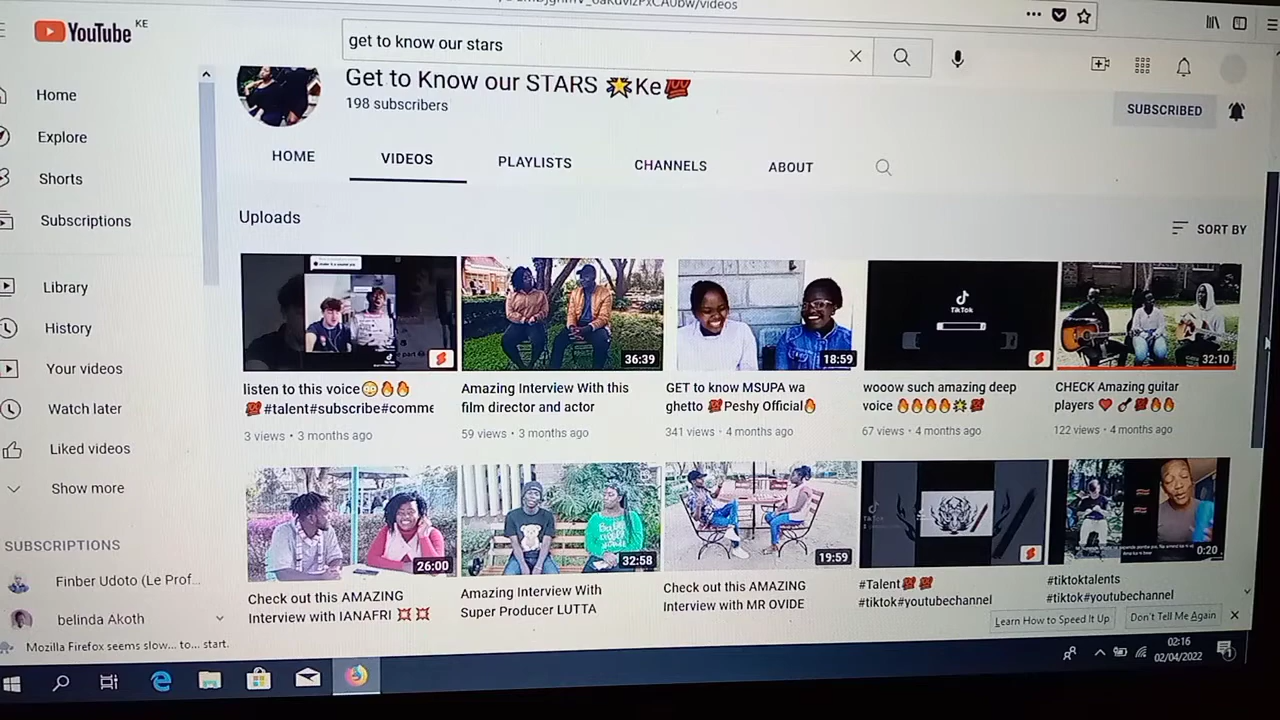 YouTube KE
get to know our stars
Get to Know our STARS 🌟Ke💯
198 subscribers
SUBSCRIBED
HOME
VIDEOS
PLAYLISTS
CHANNELS
ABOUT
Home
Explore
Shorts
Subscriptions
Library
History
Your videos
Watch later
Liked videos
Show more
SUBSCRIPTIONS
Finber Udoto (Le Prof...
belinda Akoth
Uploads
SORT BY
TikTok
36:39
18:59
32:10
listen to this voice😳🔥🔥
💯#talent#subscribe#comme
3 views • 3 months ago
Amazing Interview With this
film director and actor
59 views • 3 months ago
GET to know MSUPA wa
ghetto 💯Peshy Official🔥
341 views • 4 months ago
wooow such amazing deep
voice 🔥🔥🔥🔥🌟💯
67 views • 4 months ago
CHECK Amazing guitar
players ❤️ 🎸 💯🔥🔥
122 views • 4 months ago
26:00
32:58
19:59
0:20
Check out this AMAZING
Interview with IANAFRI 💢 💢
Amazing Interview With
Super Producer LUTTA
Check out this AMAZING
Interview with MR OVIDE
#Talent💯 💯
#tiktok#youtubechannel
#tiktoktalents
#tiktok#youtubechannel
Mozilla Firefox seems slow... to... start.
Learn How to Speed It Up
Don't Tell Me Again
02:16
02/04/2022